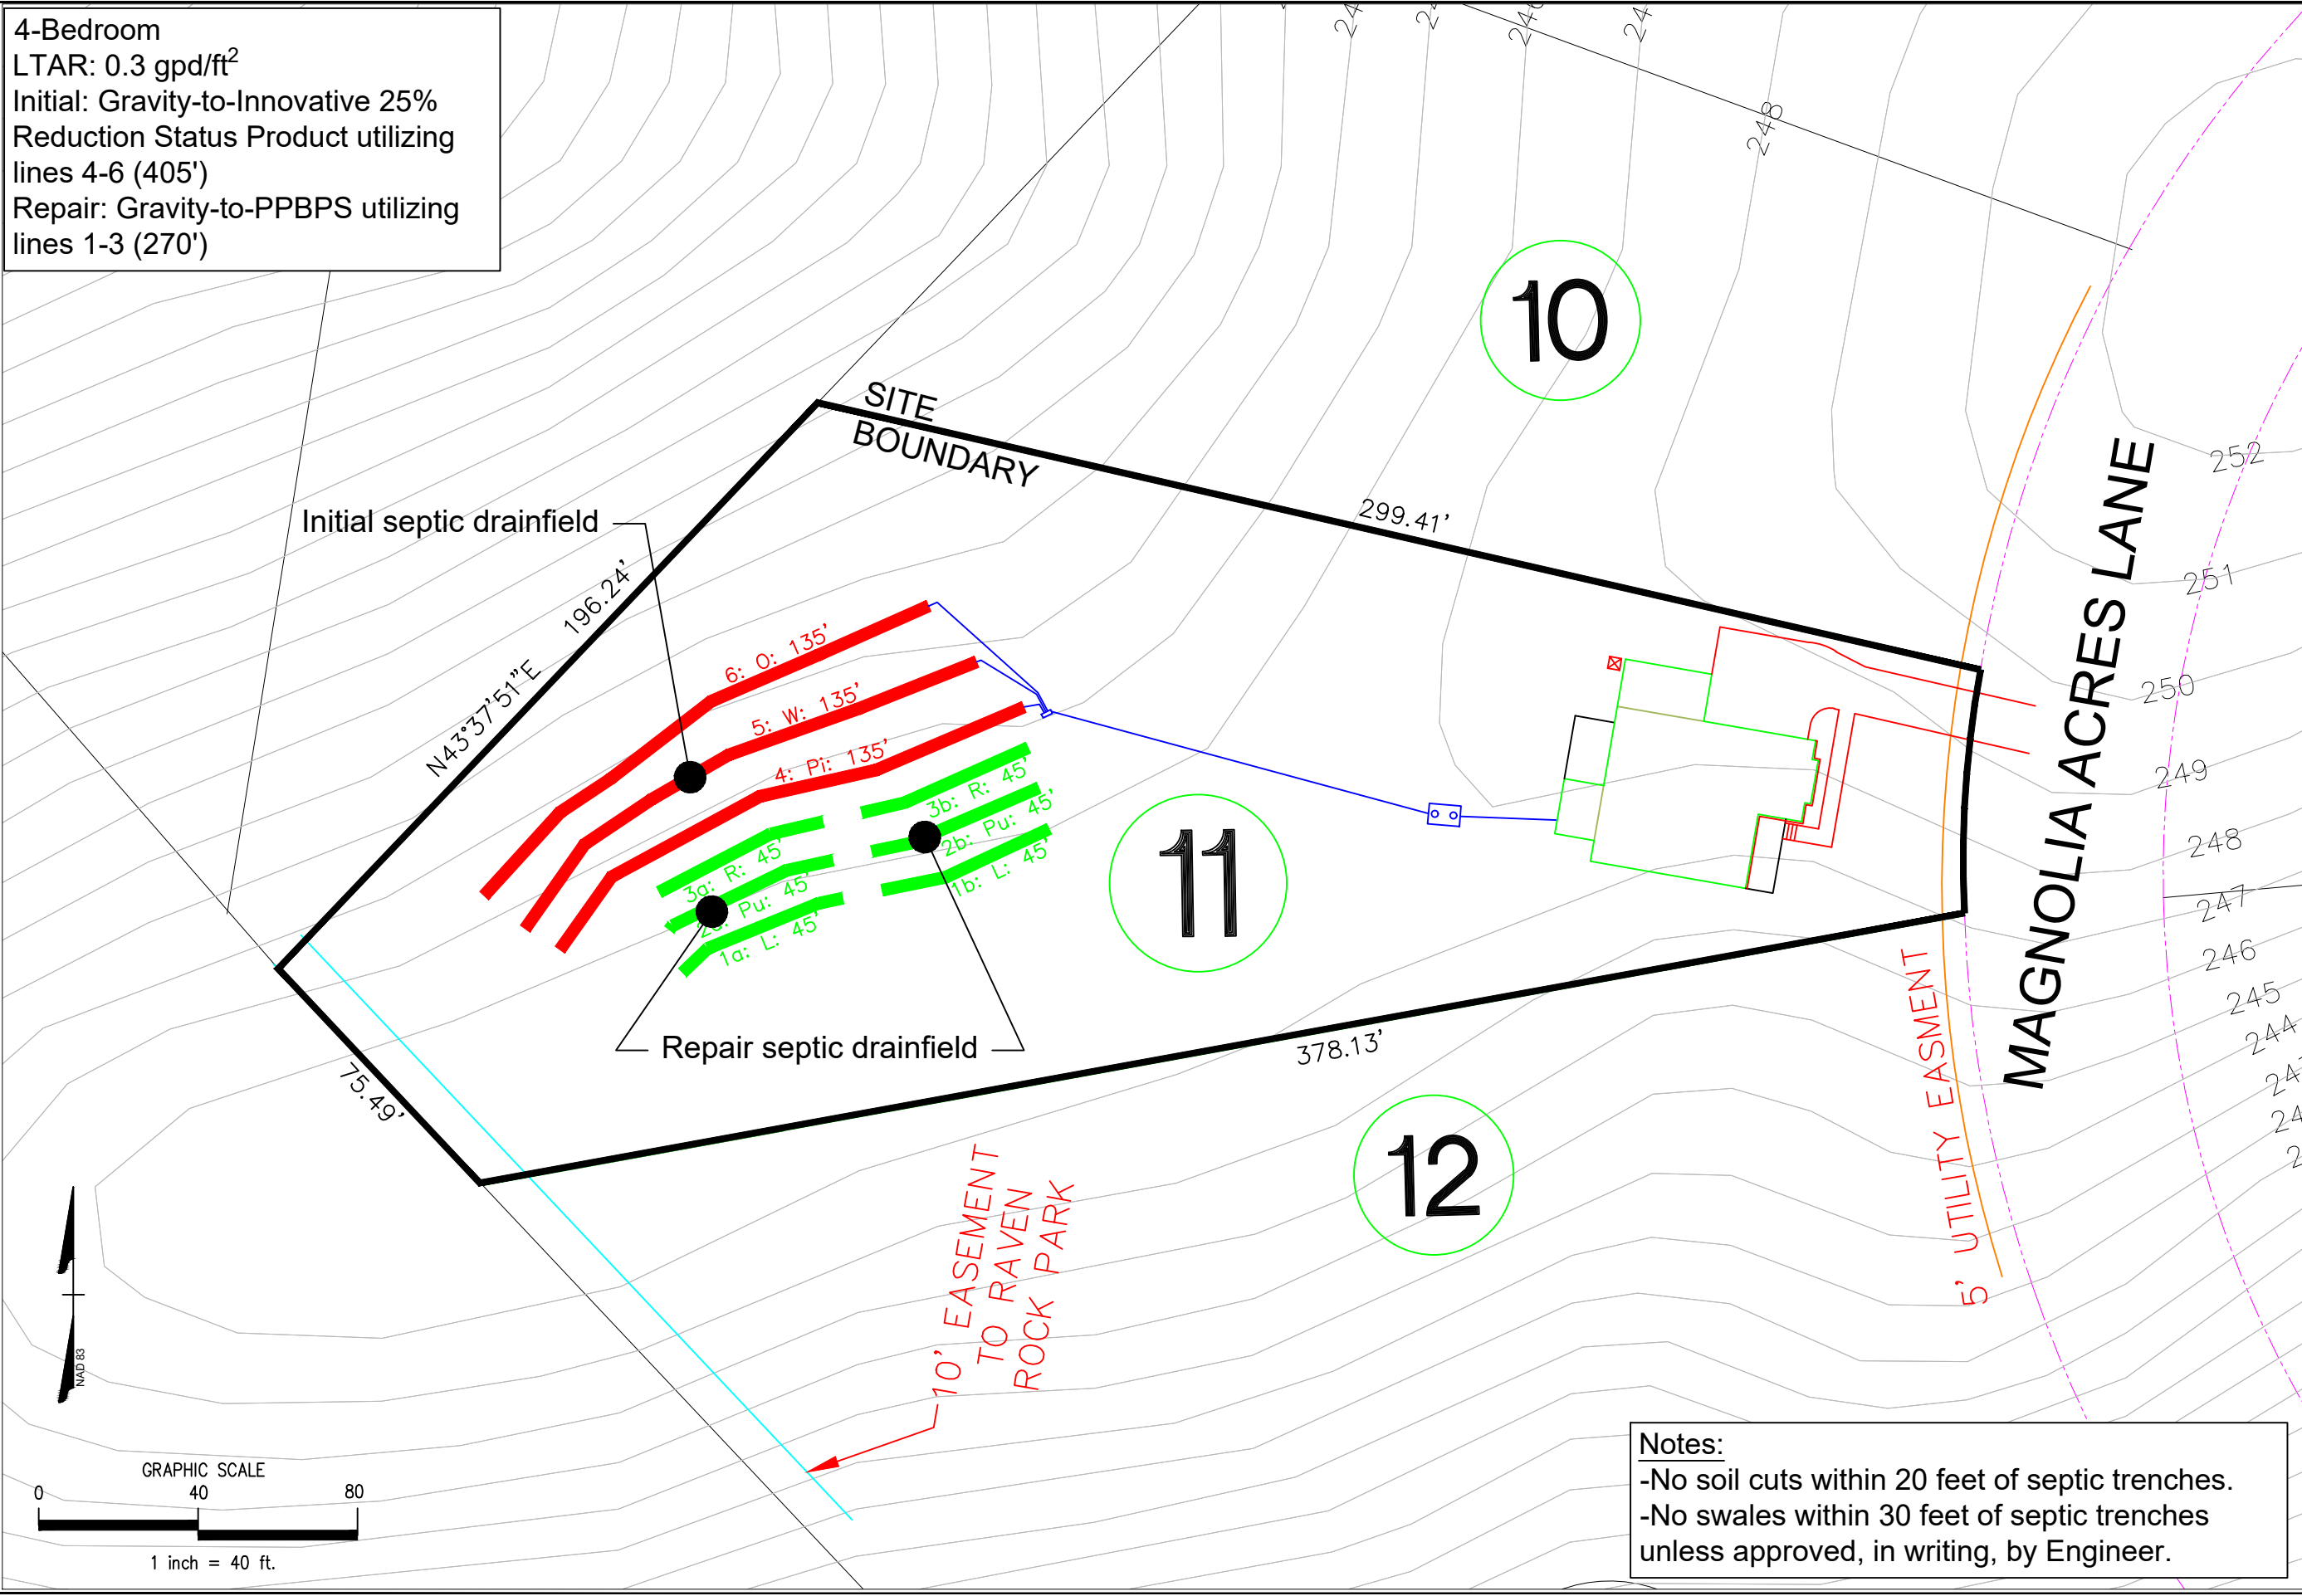 4-Bedroom
LTAR: 0.3 gpd/ft²
Initial: Gravity-to-Innovative 25%
Reduction Status Product utilizing
lines 4-6 (405')
Repair: Gravity-to-PPBPS utilizing
lines 1-3 (270')
248
10
SITE
BOUNDARY
299.41'
252
251
250
249
248
247
246
245
244
MAGNOLIA ACRES LANE
Initial septic drainfield
196.24'
N43°37'51"E
6: O: 135'
5: W: 135'
4: Pi: 135'
3b: R: 45'
2b: Pu: 45'
1b: L: 45'
3a: R: 45'
Pu: 45'
1a: L: 45'
11
Repair septic drainfield
75.49'
378.13'
12
5' UTILITY EASMENT
10' EASEMENT
TO RAVEN
ROCK PARK
NAD 83
GRAPHIC SCALE
0 40 80
1 inch = 40 ft.
Notes:
-No soil cuts within 20 feet of septic trenches.
-No swales within 30 feet of septic trenches
unless approved, in writing, by Engineer.